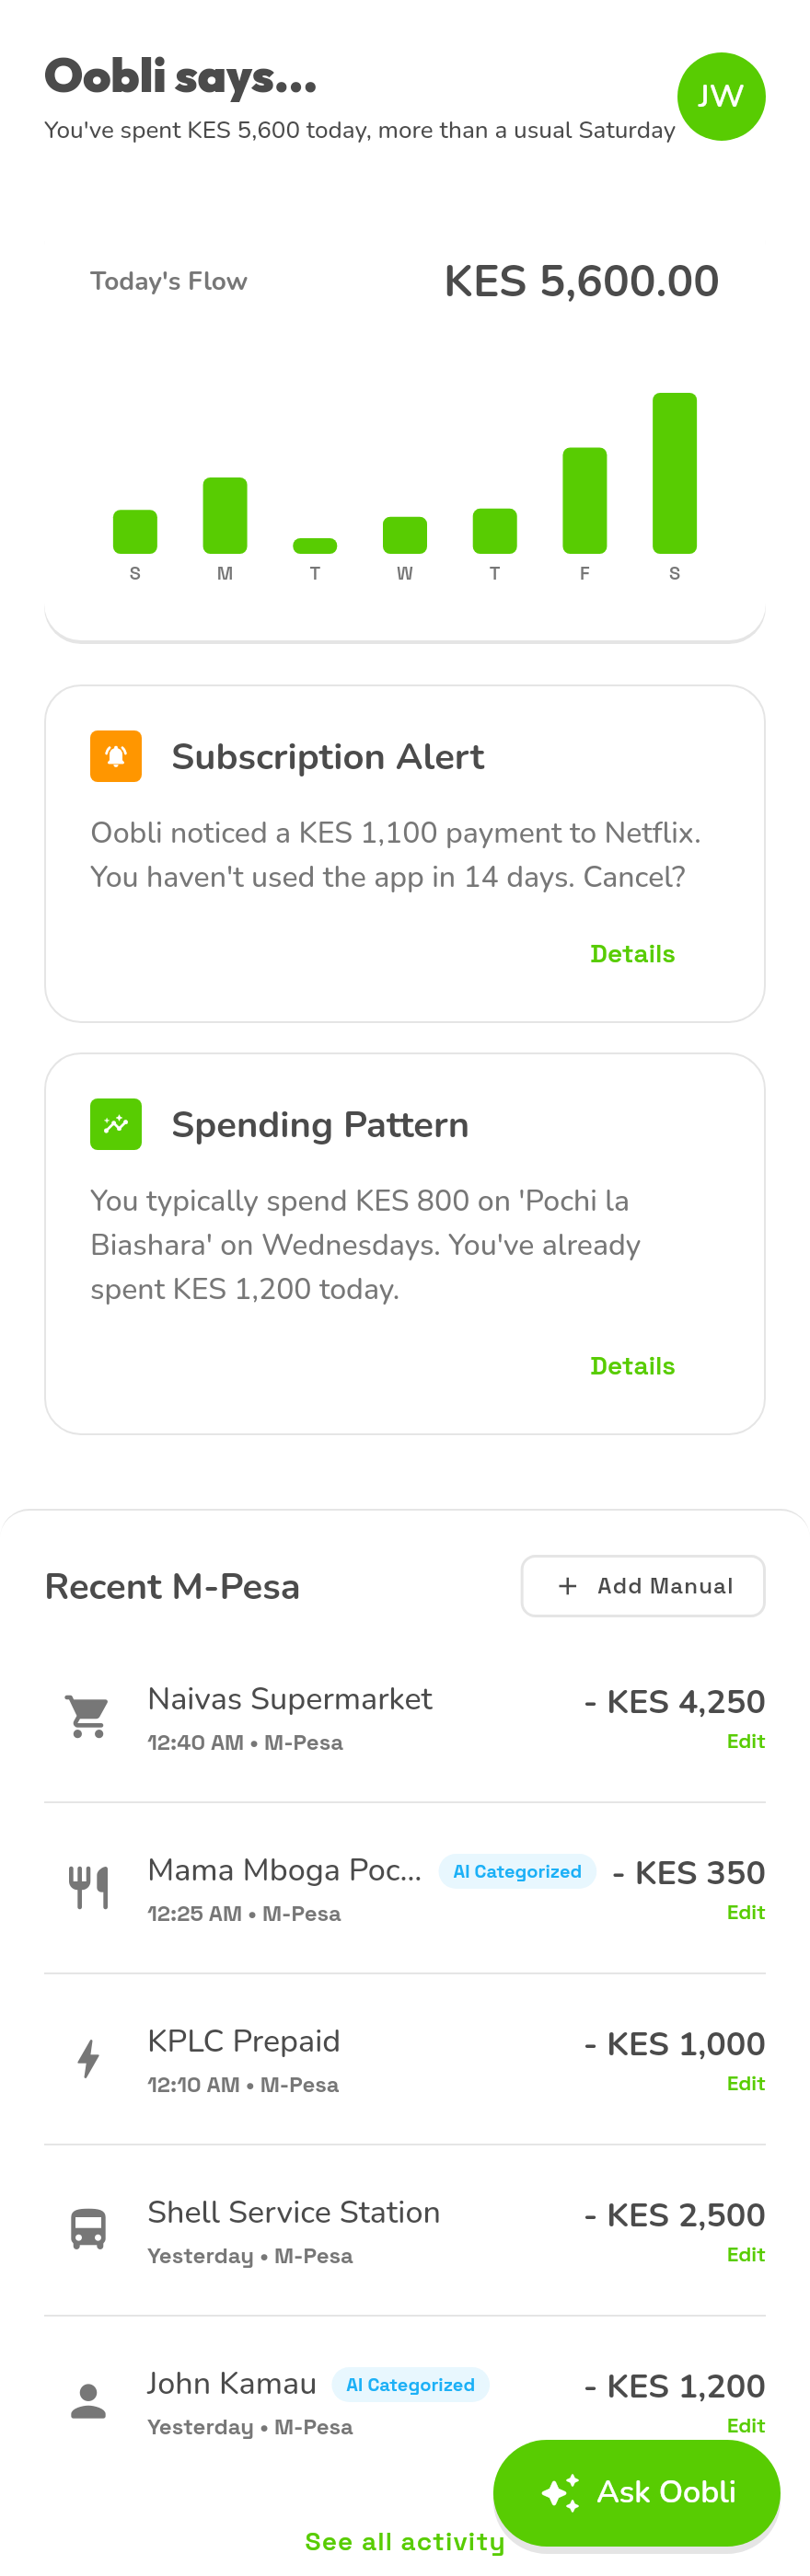 Oobli says...
You've spent KES 5,600 today, more than a usual Saturday
JW
Today's Flow
KES 5,600.00
S M T W T F S
Subscription Alert
Oobli noticed a KES 1,100 payment to Netflix.
You haven't used the app in 14 days. Cancel?
Details
Spending Pattern
You typically spend KES 800 on 'Pochi la
Biashara' on Wednesdays. You've already
spent KES 1,200 today.
Details
Recent M-Pesa
+ Add Manual
Naivas Supermarket
- KES 4,250
12:40 AM • M-Pesa
Edit
Mama Mboga Poc...
AI Categorized
- KES 350
12:25 AM • M-Pesa
Edit
KPLC Prepaid
- KES 1,000
12:10 AM • M-Pesa
Edit
Shell Service Station
- KES 2,500
Yesterday • M-Pesa
Edit
John Kamau
AI Categorized
- KES 1,200
Yesterday • M-Pesa
Edit
Ask Oobli
See all activity